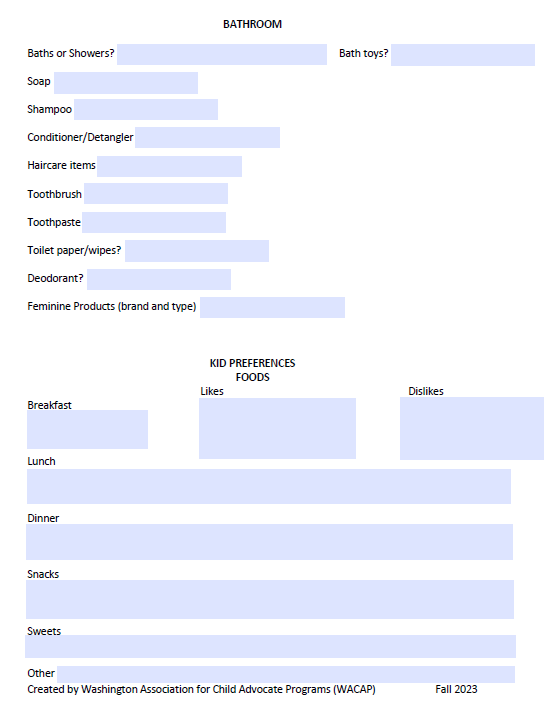 BATHROOM
Baths or Showers? Bath toys?
Soap
Shampoo
Conditioner/Detangler
Haircare items
Toothbrush
Toothpaste
Toilet paper/wipes?
Deodorant?
Feminine Products (brand and type)
KID PREFERENCES
FOODS
Likes Dislikes
Breakfast
Lunch
Dinner
Snacks
Sweets
Other
Created by Washington Association for Child Advocate Programs (WACAP) Fall 2023